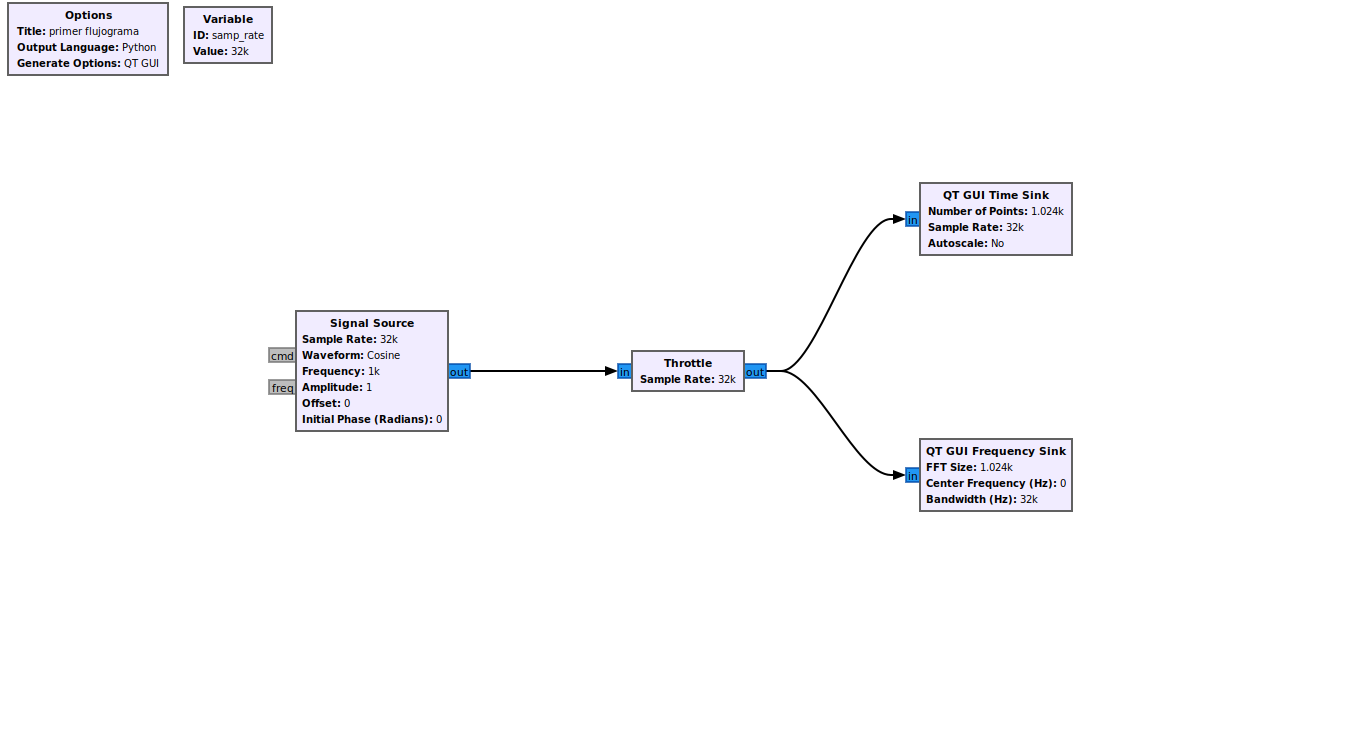 Options
Title: primer flujograma
Output Language: Python
Generate Options: QT GUI
Variable
ID: samp_rate
Value: 32k
Signal Source
Sample Rate: 32k
Waveform: Cosine
Frequency: 1k
Amplitude: 1
Offset: 0
Initial Phase (Radians): 0
cmd
freq
out
in
Throttle
Sample Rate: 32k
out
in
QT GUI Time Sink
Number of Points: 1.024k
Sample Rate: 32k
Autoscale: No
in
QT GUI Frequency Sink
FFT Size: 1.024k
Center Frequency (Hz): 0
Bandwidth (Hz): 32k